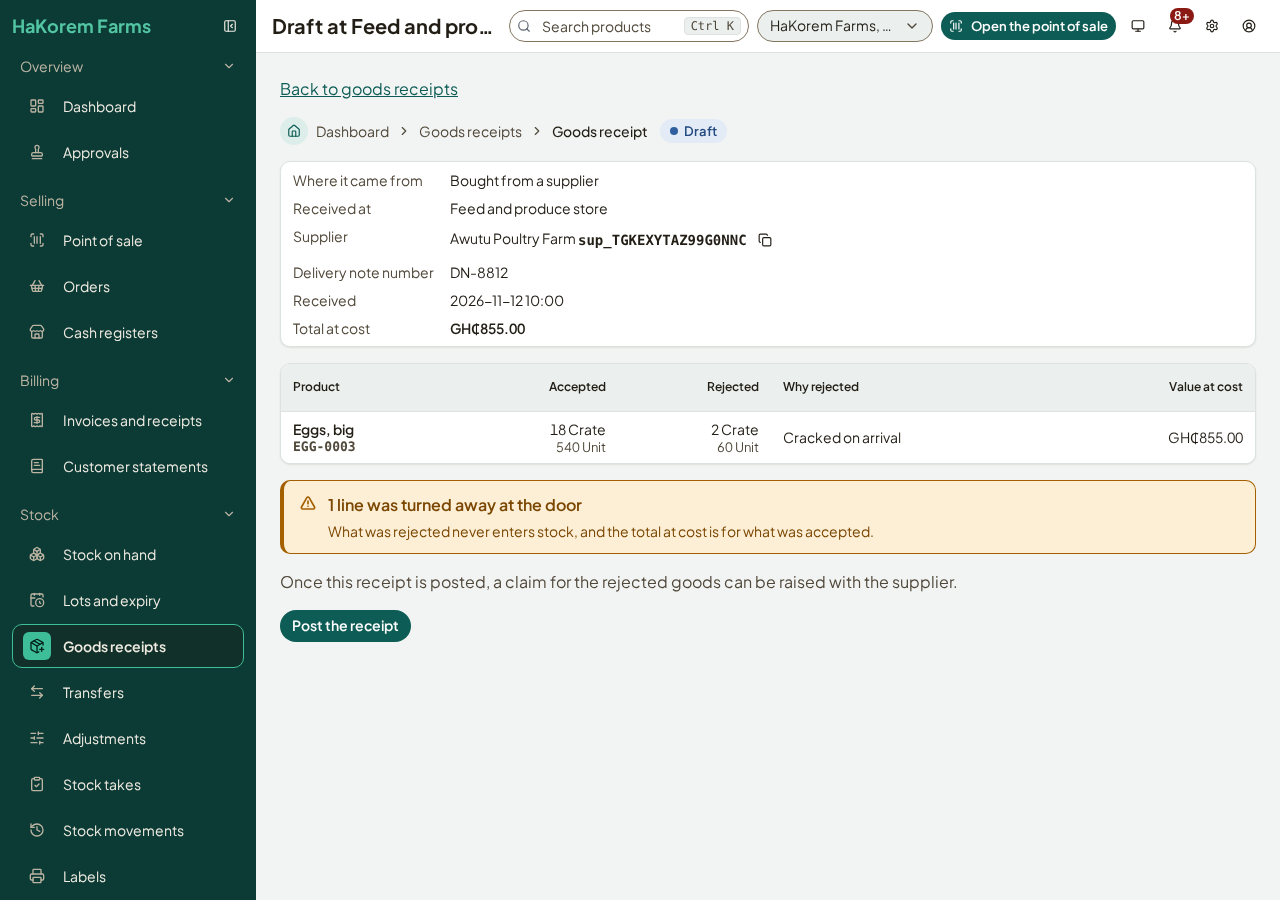 HaKorem Farms
Draft at Feed and pro...
Search products
Ctrl K
HaKorem Farms, ...
Open the point of sale
8+
Overview
Dashboard
Approvals
Selling
Point of sale
Orders
Cash registers
Billing
Invoices and receipts
Customer statements
Stock
Stock on hand
Lots and expiry
Goods receipts
Transfers
Adjustments
Stock takes
Stock movements
Labels
Back to goods receipts
Dashboard > Goods receipts > Goods receipt Draft
Where it came from Bought from a supplier
Received at Feed and produce store
Supplier Awutu Poultry Farm sup_TGKEXYTAZ99G0NNC
Delivery note number DN-8812
Received 2026-11-12 10:00
Total at cost GH₵855.00
Product Accepted Rejected Why rejected Value at cost
Eggs, big 18 Crate 2 Crate Cracked on arrival GH₵855.00
EGG-0003 540 Unit 60 Unit
1 line was turned away at the door
What was rejected never enters stock, and the total at cost is for what was accepted.
Once this receipt is posted, a claim for the rejected goods can be raised with the supplier.
Post the receipt